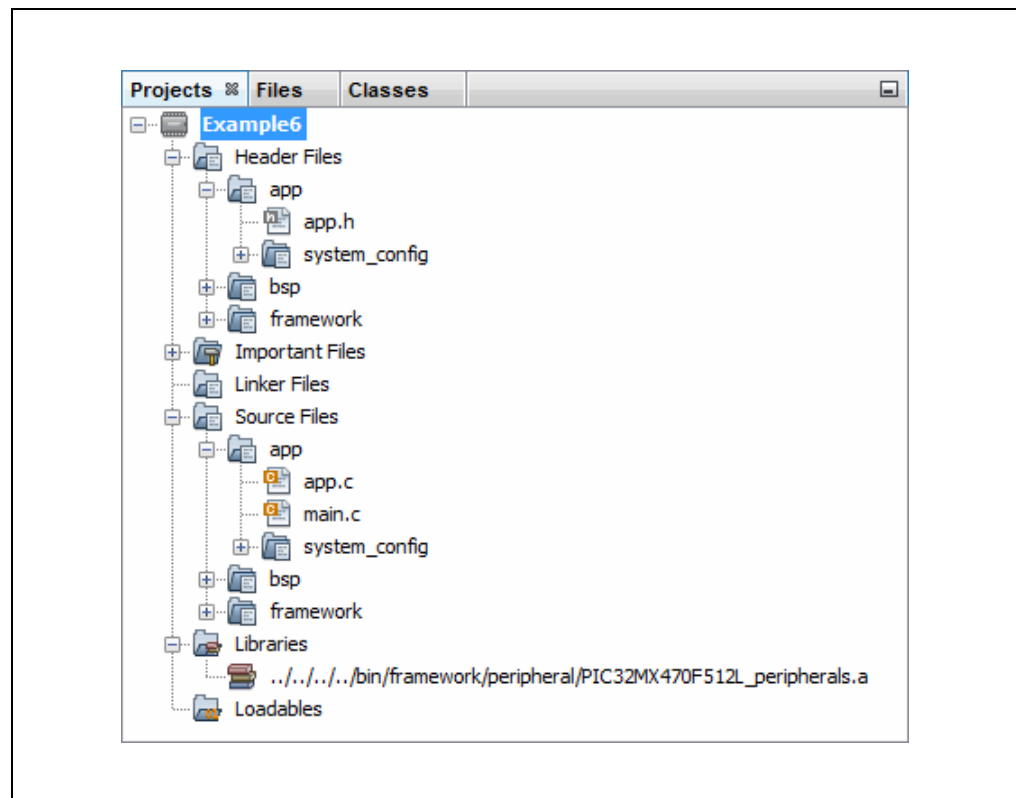 Projects Files Classes
Example6
Header Files
app
app.h
system_config
bsp
framework
Important Files
Linker Files
Source Files
app
app.c
main.c
system_config
bsp
framework
Libraries
../../../../bin/framework/peripheral/PIC32MX470F512L_peripherals.a
Loadables